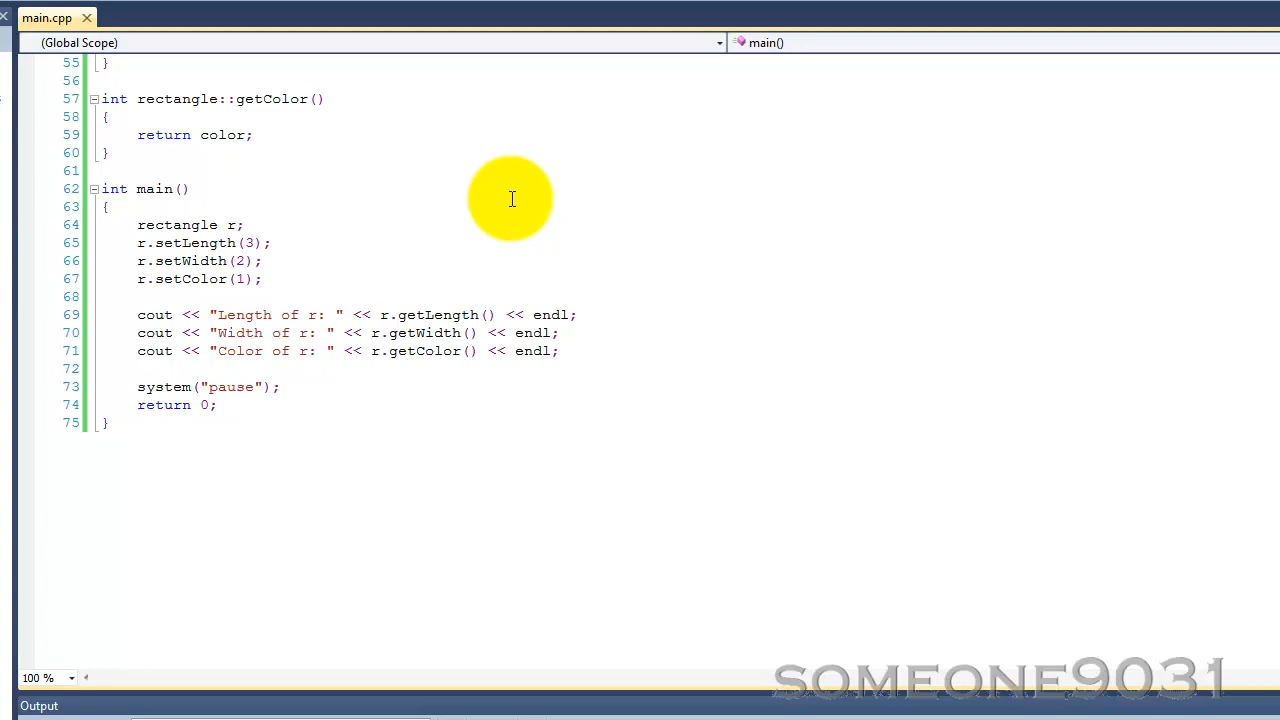 main.cpp
(Global Scope)
main()
55 }
56
57 int rectangle::getColor()
58 {
59 return color;
60 }
61
62 int main()
63 {
64 rectangle r;
65 r.setLength(3);
66 r.setWidth(2);
67 r.setColor(1);
68
69 cout << "Length of r: " << r.getLength() << endl;
70 cout << "Width of r: " << r.getWidth() << endl;
71 cout << "Color of r: " << r.getColor() << endl;
72
73 system("pause");
74 return 0;
75 }
100 %
SOMEONE9031
Output